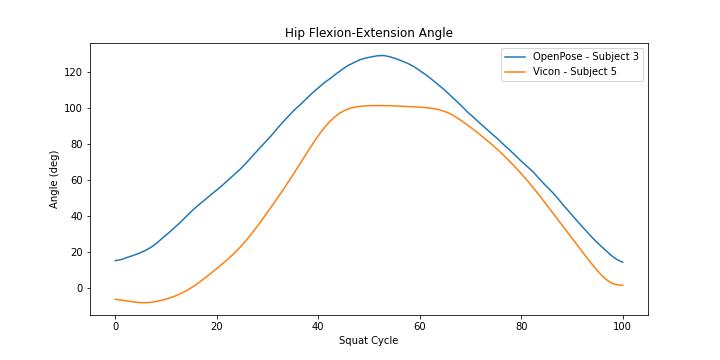 Hip Flexion-Extension Angle
OpenPose - Subject 3
Vicon - Subject 5
120
100
80
60
40
20
0
Angle (deg)
0 20 40 60 80 100
Squat Cycle